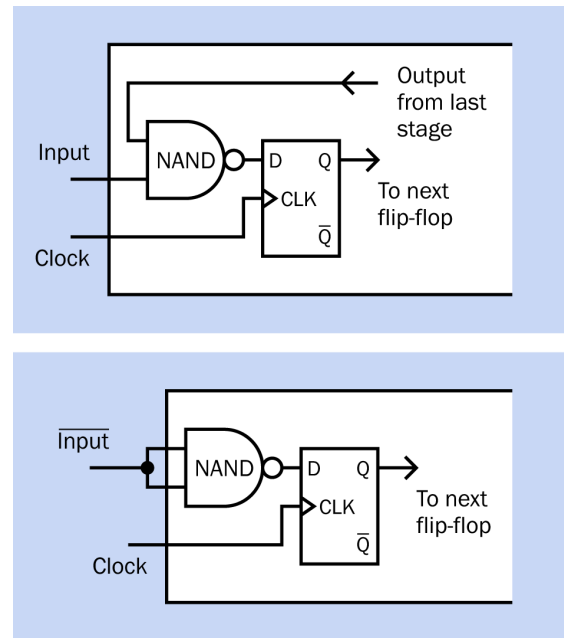 Output
from last
stage
Input
NAND
D
Q
To next
flip-flop
CLK
Q̅
Clock
I̅n̅p̅u̅t̅
NAND
D
Q
To next
flip-flop
CLK
Q̅
Clock